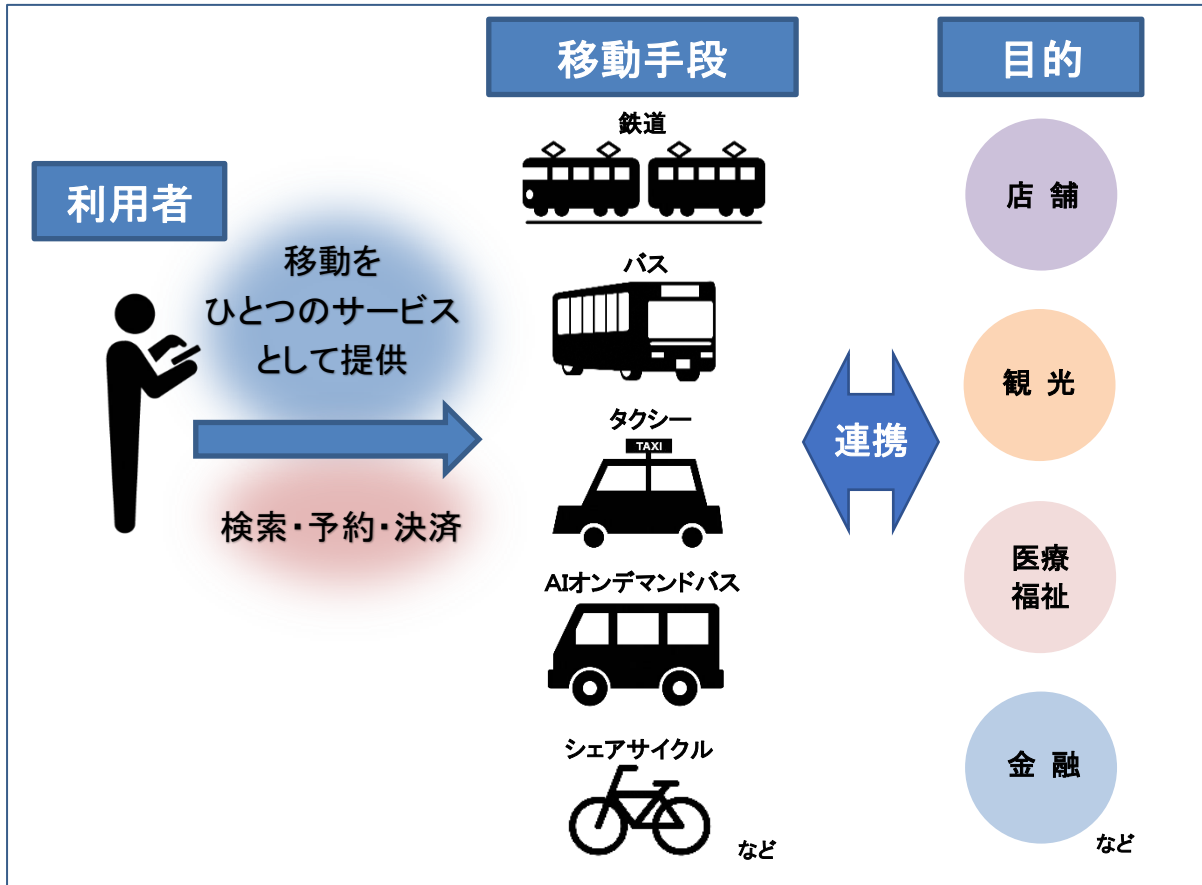 利用者
移動を
ひとつのサービス
として提供
検索・予約・決済
移動手段
鉄道
バス
タクシー
TAXI
AIオンデマンドバス
シェアサイクル
など
連携
目的
店 舗
観 光
医療
福祉
金 融
など